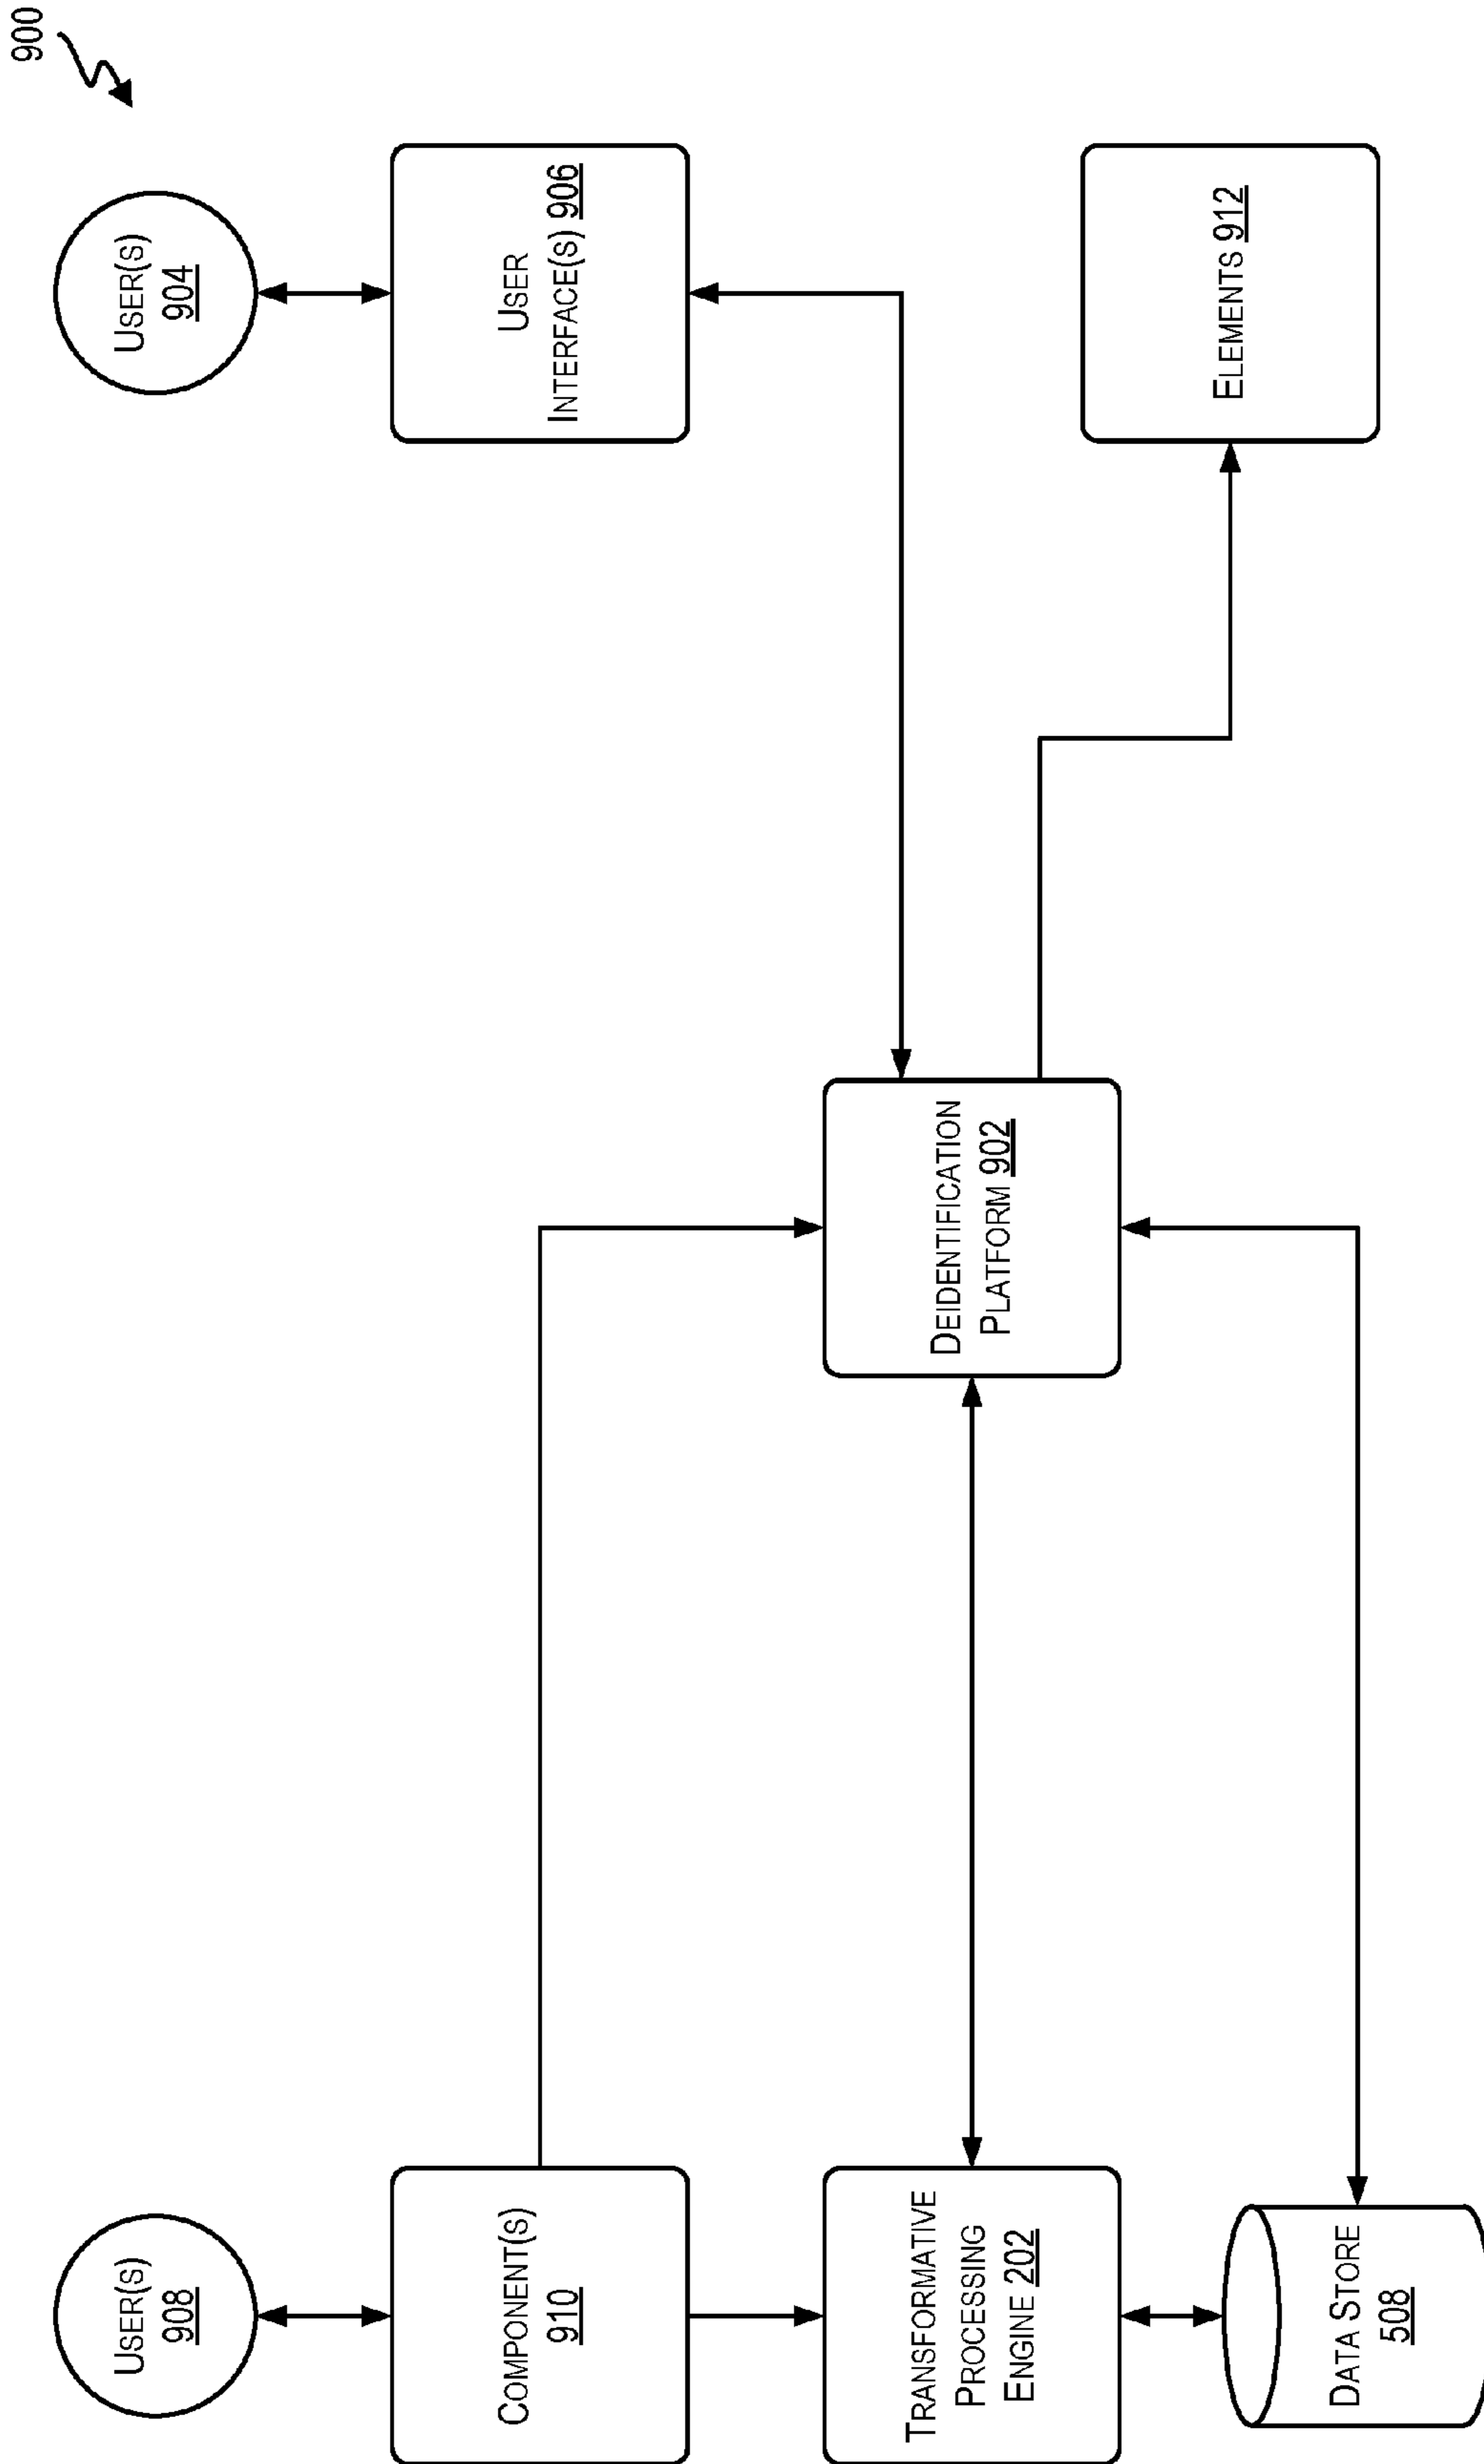 900
User(s)
908
User(s)
904
Component(s)
910
User
Interface(s) 906
Transformative
Processing
Engine 202
Deidentification
Platform 902
Data Store
508
Elements 912